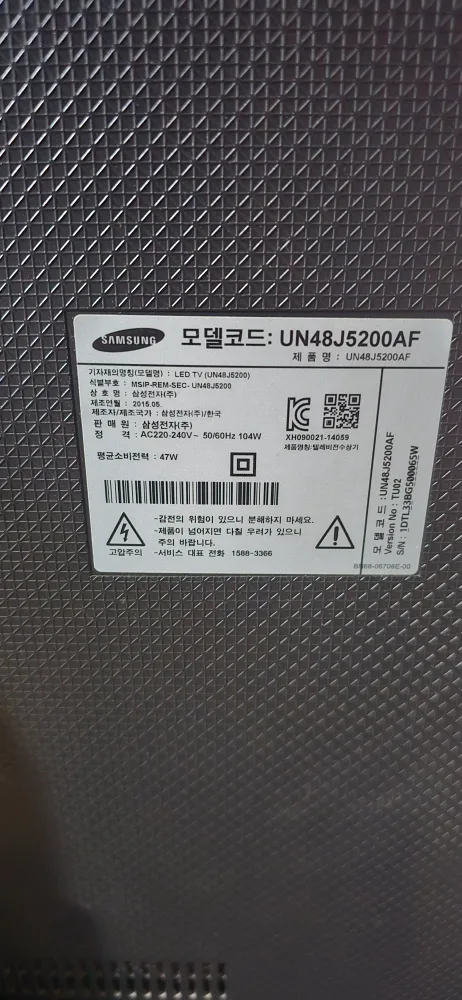 SAMSUNG 모델코드: UN48J5200AF
제 품 명 : UN48J5200AF
기자재의명칭(모델명) : LED TV (UN48J5200)
식별부호 : MSIP-REM-SEC- UN48J5200
상 호 명 : 삼성전자(주)
제조연월 : 2015.05.
제조자/제조국가 : 삼성전자(주)/한국
판 매 원 : 삼성전자(주)
정 격 : AC220-240V~ 50/60Hz 104W
평균소비전력 : 47W
XH090021-14059
제품명칭:텔레비전수상기
-감전의 위험이 있으니 분해하지 마세요.
-제품이 넘어지면 다칠 우려가 있으니
주의 바랍니다.
고압주의 -서비스 대표 전화 1588-3366
모 델 코 드 :UN48J5200AF
Version No : TU02
S/N : 1DTL33BG500065W
BN68-06708E-00